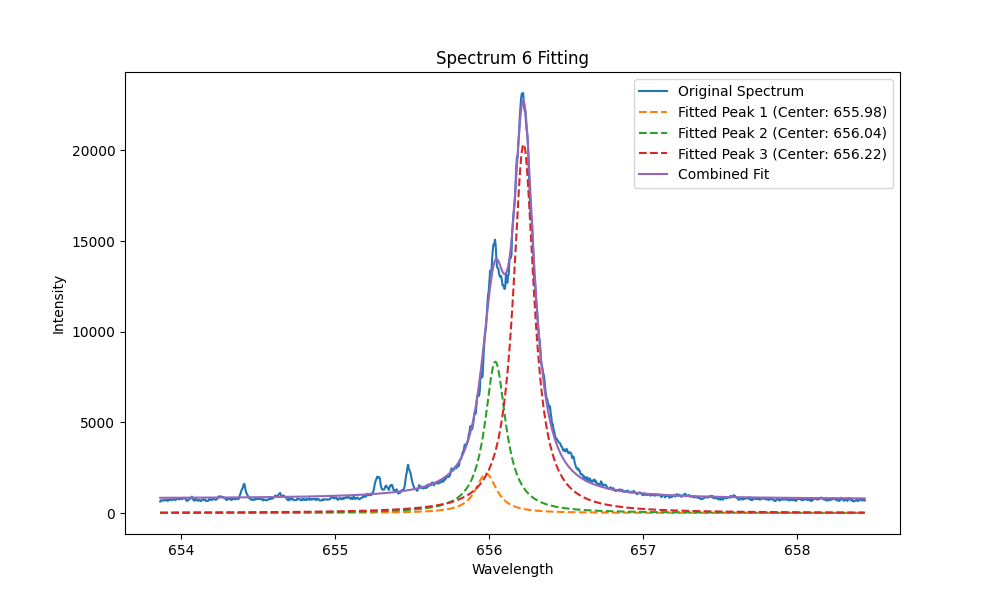 Spectrum 6 Fitting
Original Spectrum
Fitted Peak 1 (Center: 655.98)
Fitted Peak 2 (Center: 656.04)
Fitted Peak 3 (Center: 656.22)
Combined Fit
Intensity
20000
15000
10000
5000
0
654 655 656 657 658
Wavelength